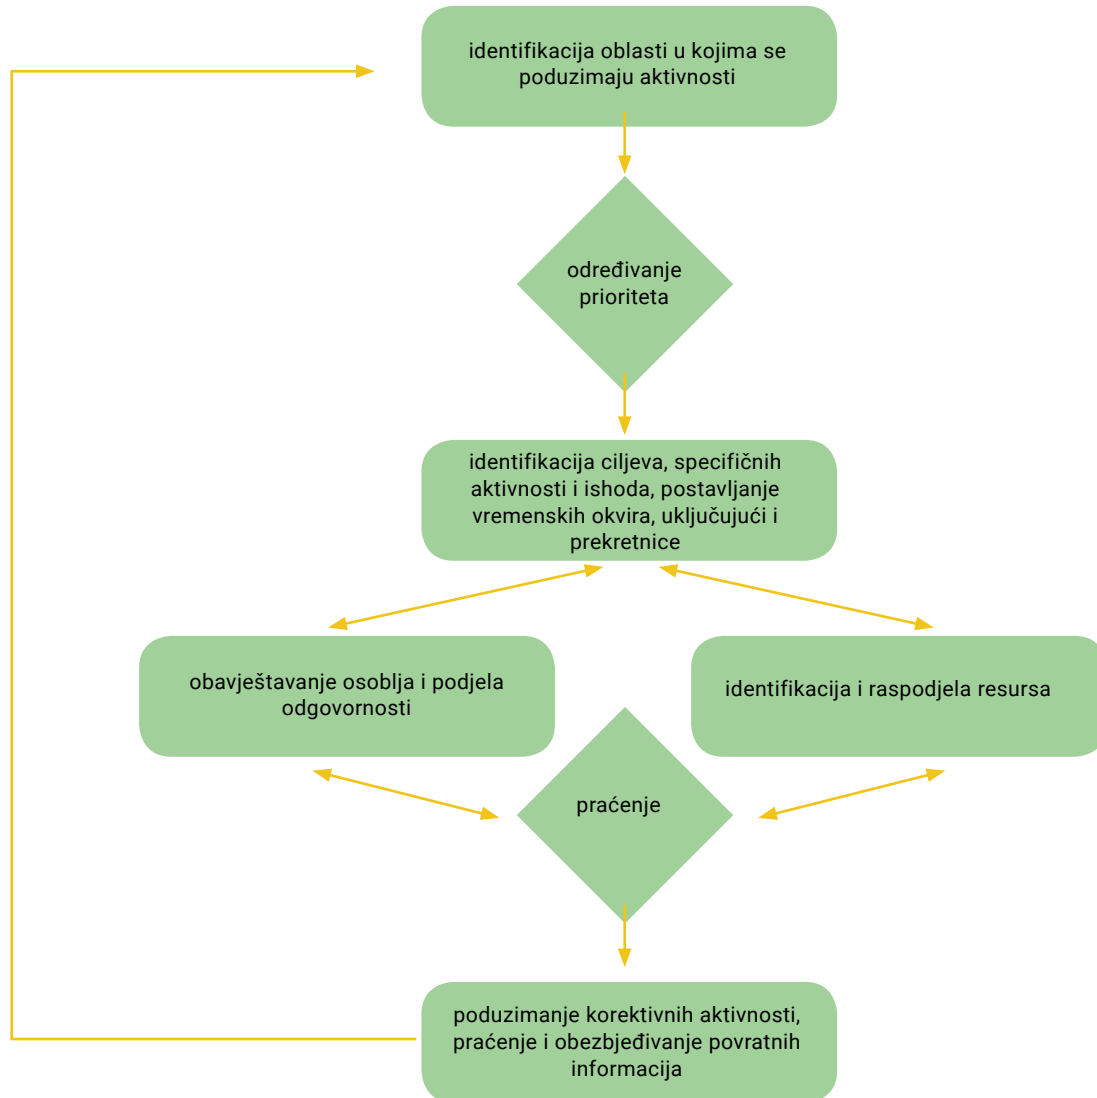 identifikacija oblasti u kojima se
poduzimaju aktivnosti
određivanje
prioriteta
identifikacija ciljeva, specifičnih
aktivnosti i ishoda, postavljanje
vremenskih okvira, uključujući i
prekretnice
obavještavanje osoblja i podjela
odgovornosti
identifikacija i raspodjela resursa
praćenje
poduzimanje korektivnih aktivnosti,
praćenje i obezbjeđivanje povratnih
informacija